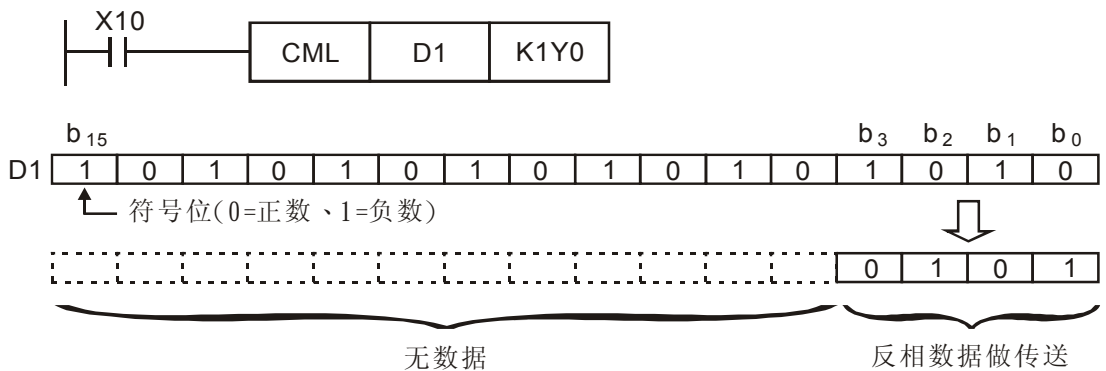 X10
CML D1 K1Y0
b15 b3 b2 b1 b0
D1 1 0 1 0 1 0 1 0 1 0 1 0 1 0 1 0
符号位(0=正数、1=负数)
0 1 0 1
无数据 反相数据做传送